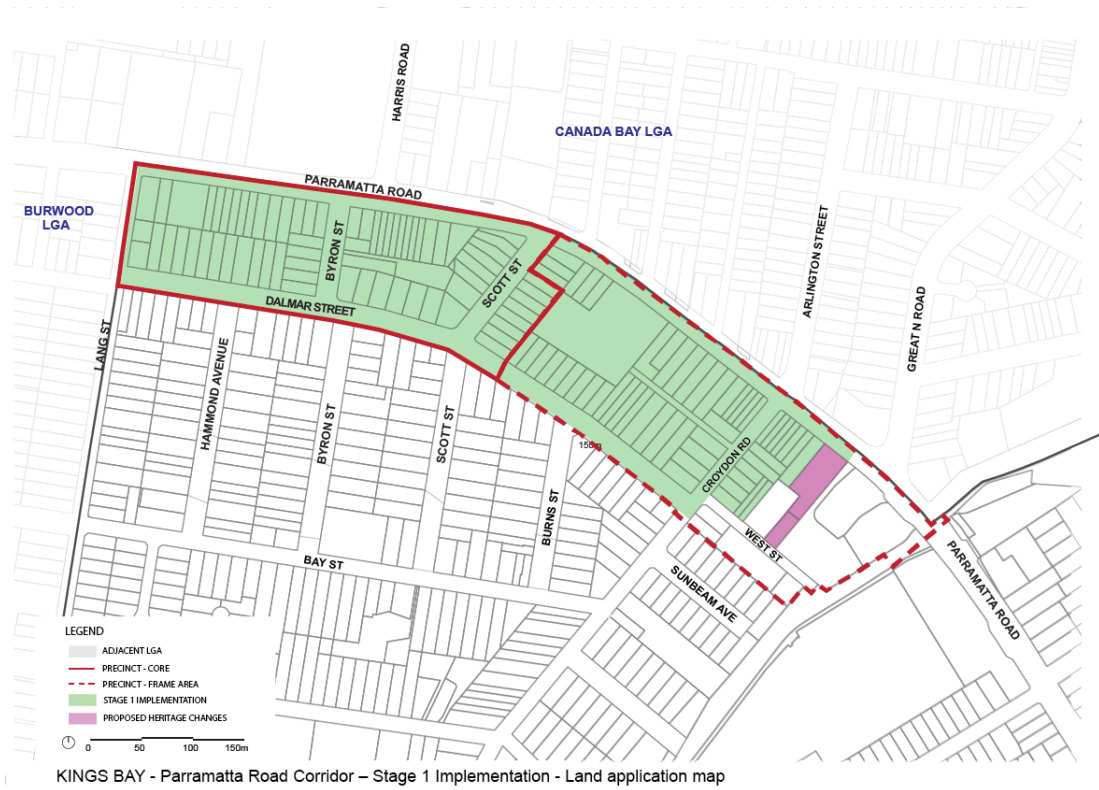 HARRIS ROAD
CANADA BAY LGA
PARRAMATTA ROAD
BURWOOD
LGA
BYRON ST
SCOTT ST
ARLINGTON STREET
GREAT N ROAD
DALMAR STREET
LANG ST
HAMMOND AVENUE
BYRON ST
SCOTT ST
150m
CROYDON RD
BURNS ST
WEST ST
BAY ST
SUNBEAM AVE
PARRAMATTA ROAD
LEGEND
ADJACENT LGA
PRECINCT - CORE
PRECINCT - FRAME AREA
STAGE 1 IMPLEMENTATION
PROPOSED HERITAGE CHANGES
0 50 100 150m
KINGS BAY - Parramatta Road Corridor – Stage 1 Implementation - Land application map